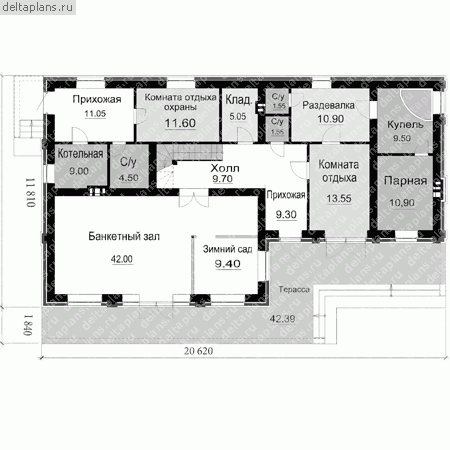 deltaplans.ru
Прихожая
11.05
Комната отдыха
охраны
11.60
Клад.
5.05
С/у
1.55
С/у
1.55
Раздевалка
10.90
Купель
9.50
Котельная
9.00
С/у
4.50
Холл
9.70
Прихожая
9.30
Комната
отдыха
13.55
Парная
10,90
Банкетный зал
42.00
Зимний сад
9.40
Терасса
42.39
11 810
1840
20 620